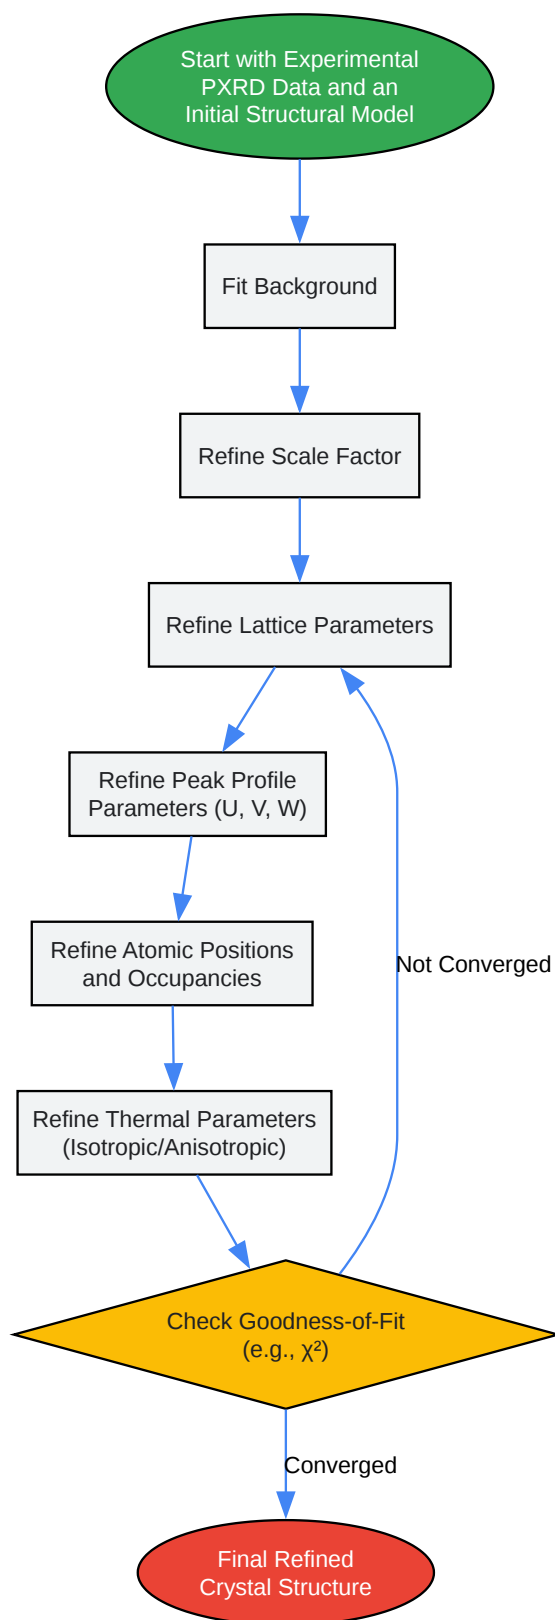 Start with Experimental
PXRD Data and an
Initial Structural Model
Fit Background
Refine Scale Factor
Refine Lattice Parameters
Refine Peak Profile
Parameters (U, V, W)
Refine Atomic Positions
and Occupancies
Not Converged
Refine Thermal Parameters
(Isotropic/Anisotropic)
Check Goodness-of-Fit
(e.g., χ²)
Converged
Final Refined
Crystal Structure